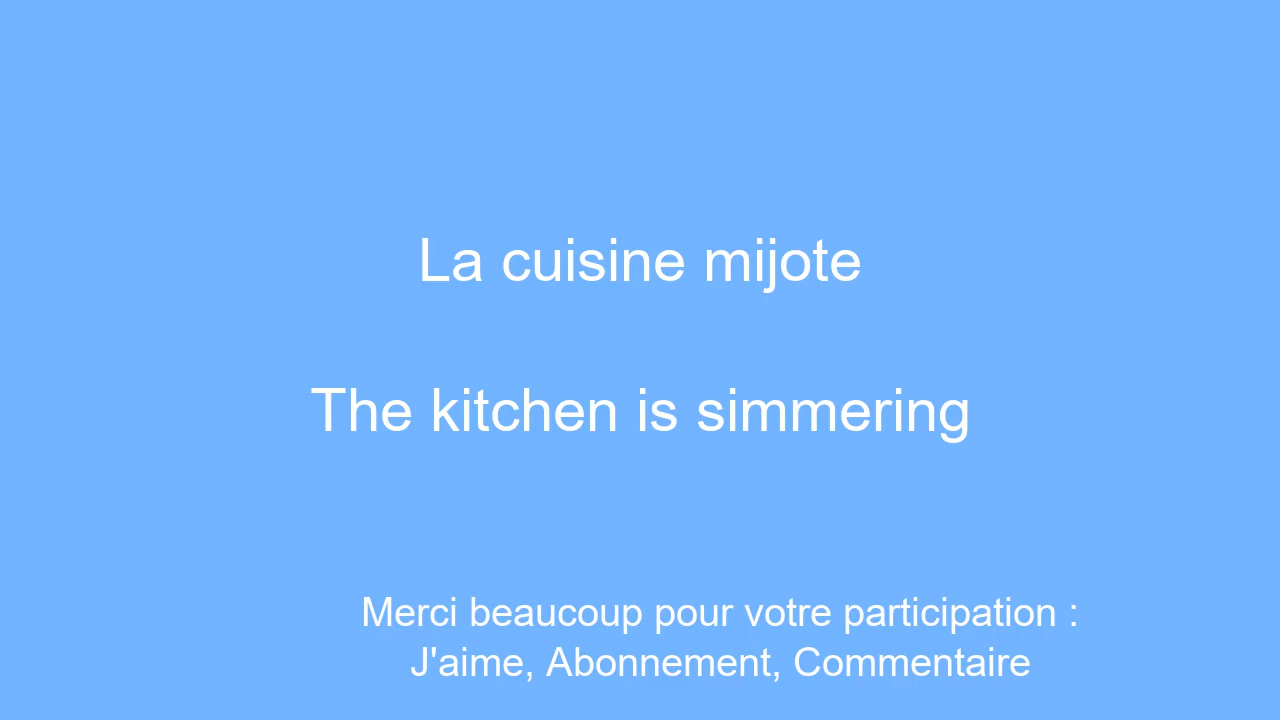 La cuisine mijote
The kitchen is simmering
Merci beaucoup pour votre participation :
J'aime, Abonnement, Commentaire